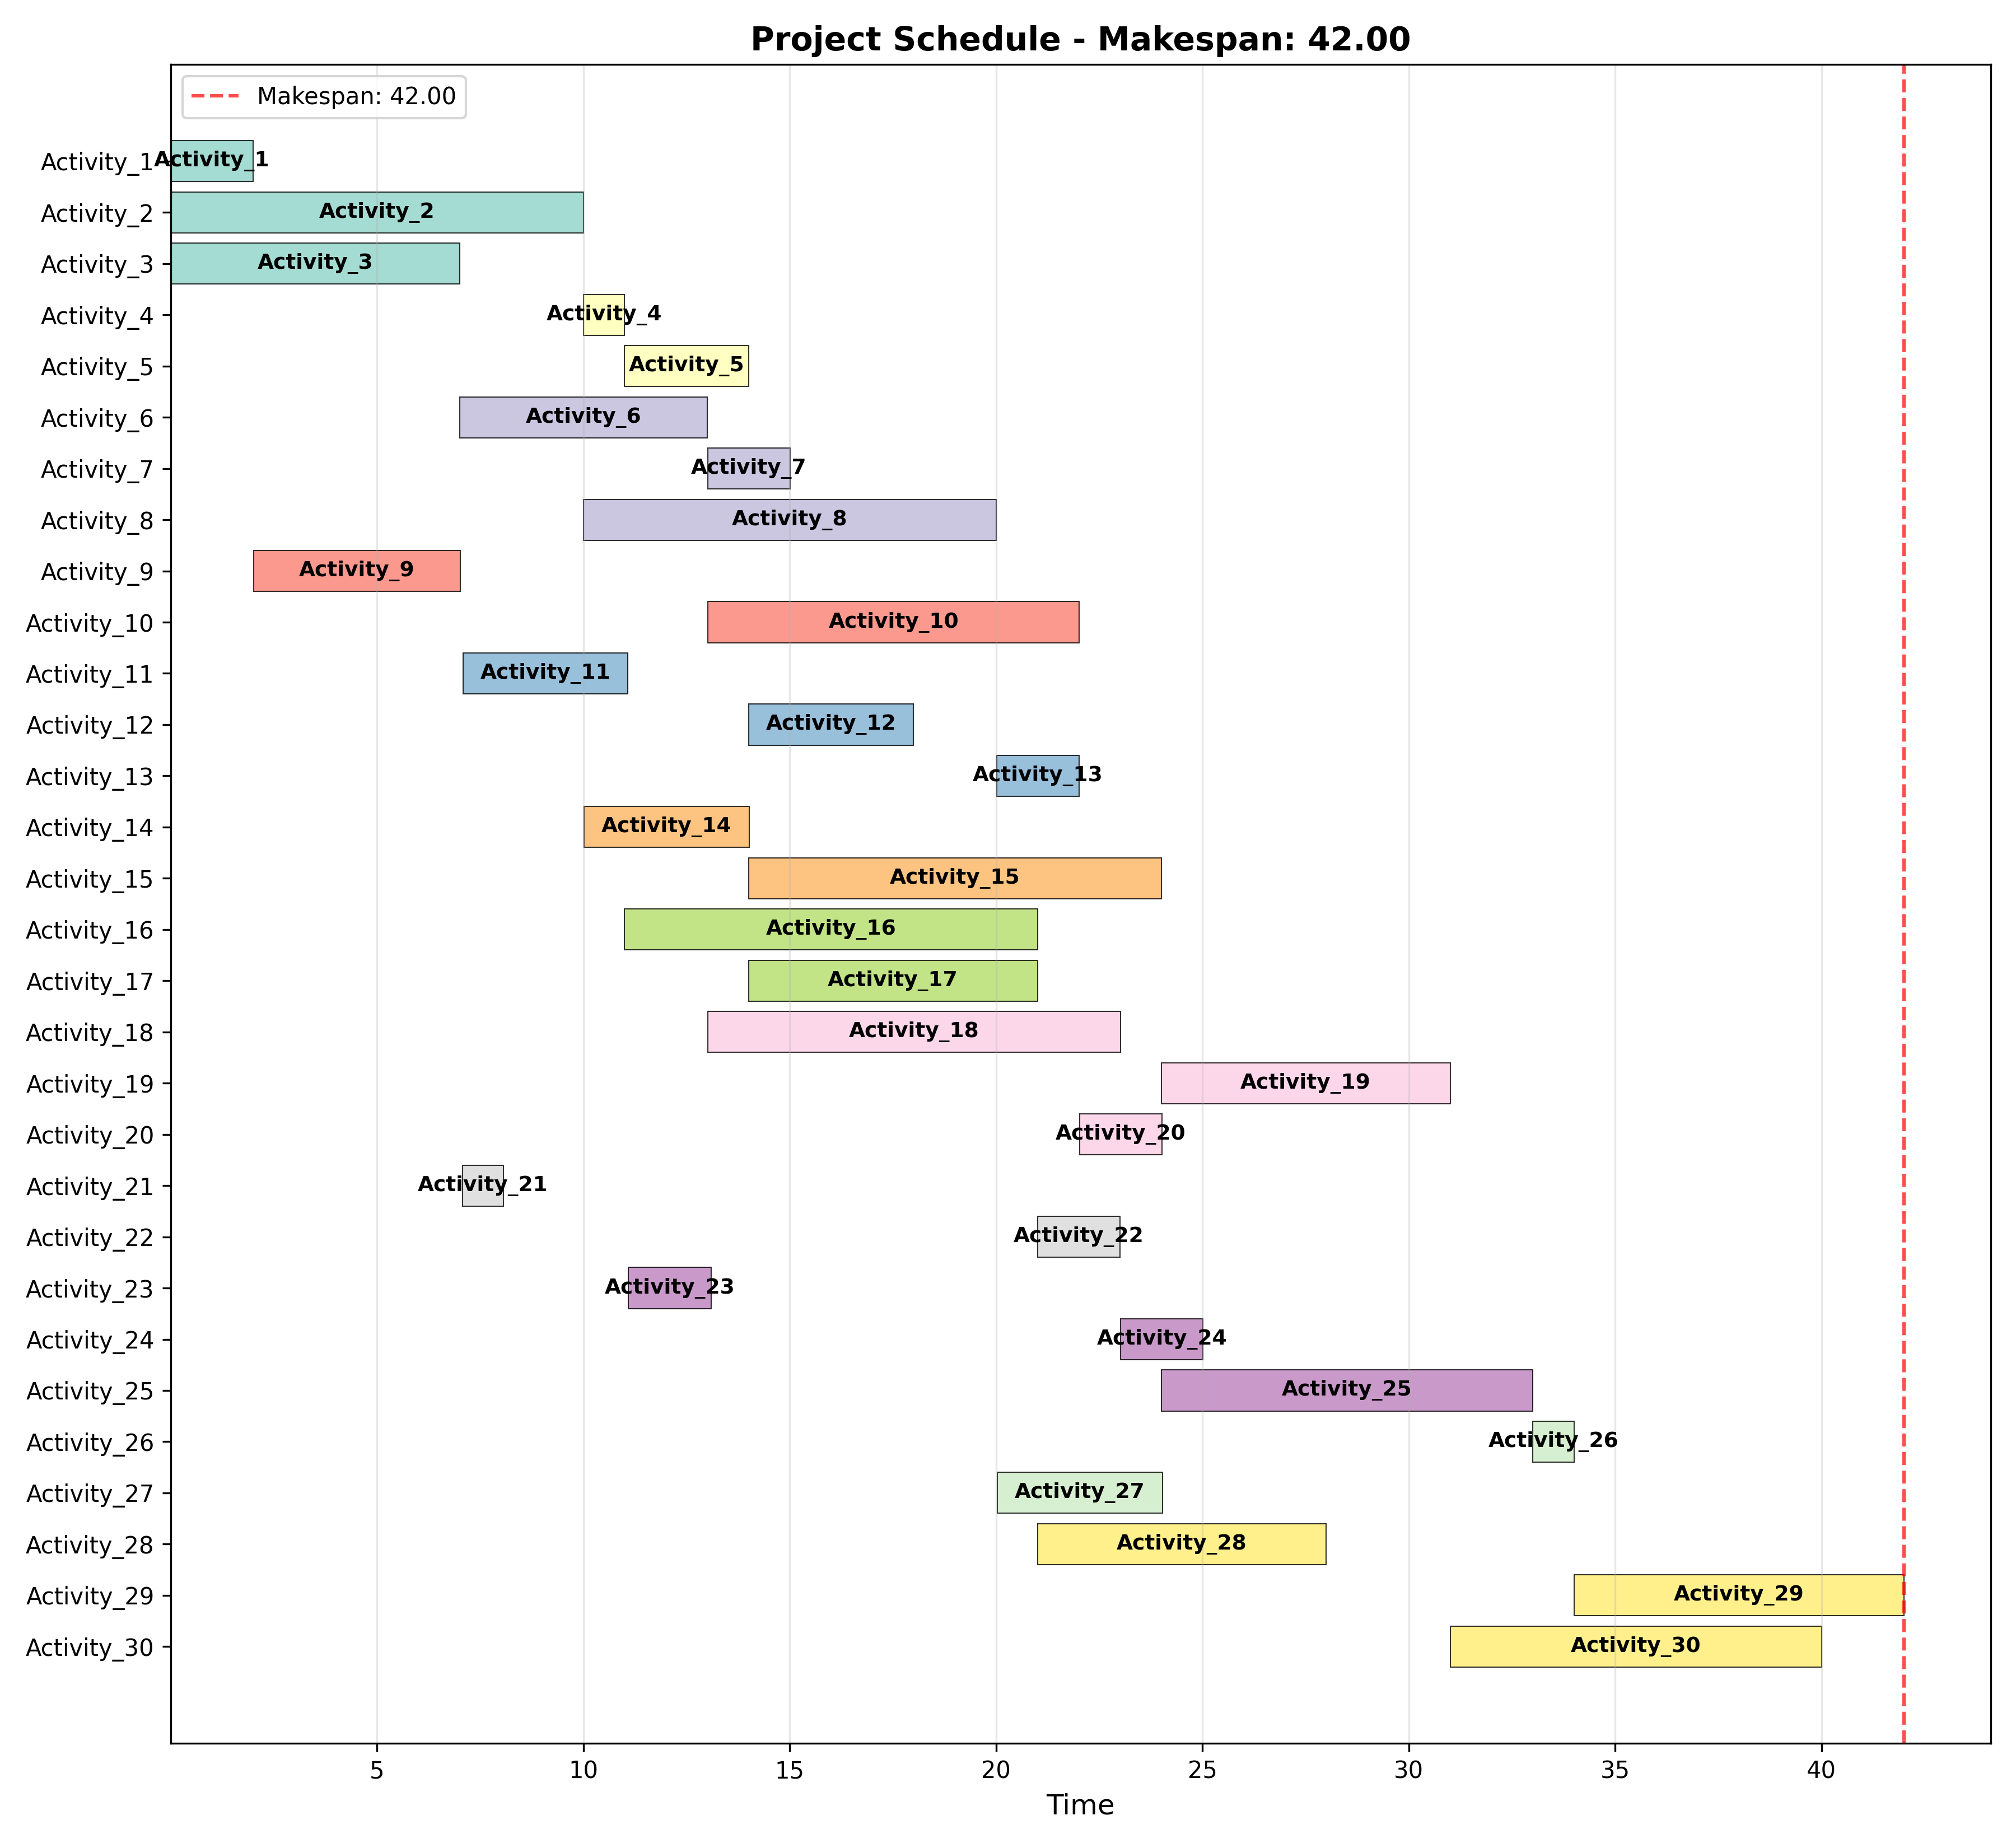 Project Schedule - Makespan: 42.00
Makespan: 42.00
Activity_1 Activity_1
Activity_2 Activity_2
Activity_3 Activity_3
Activity_4 Activity_4
Activity_5 Activity_5
Activity_6 Activity_6
Activity_7 Activity_7
Activity_8 Activity_8
Activity_9 Activity_9
Activity_10 Activity_10
Activity_11 Activity_11
Activity_12 Activity_12
Activity_13 Activity_13
Activity_14 Activity_14
Activity_15 Activity_15
Activity_16 Activity_16
Activity_17 Activity_17
Activity_18 Activity_18
Activity_19 Activity_19
Activity_20 Activity_20
Activity_21 Activity_21
Activity_22 Activity_22
Activity_23 Activity_23
Activity_24 Activity_24
Activity_25 Activity_25
Activity_26 Activity_26
Activity_27 Activity_27
Activity_28 Activity_28
Activity_29 Activity_29
Activity_30 Activity_30
5 10 15 20 25 30 35 40
Time